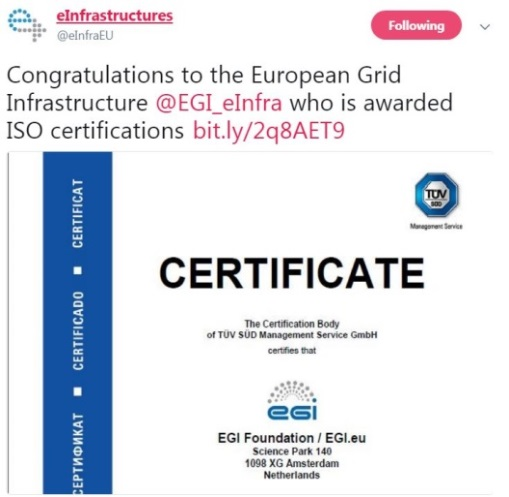 eInfrastructures
@eInfraEU
Following
Congratulations to the European Grid
Infrastructure @EGI_eInfra who is awarded
ISO certifications bit.ly/2q8AET9
СЕРТИФИКАТ ■ CERTIFICADO ■ CERTIFICAT
TÜV
SÜD
Management Service
CERTIFICATE
The Certification Body
of TÜV SÜD Management Service GmbH
certifies that
egi
EGI Foundation / EGI.eu
Science Park 140
1098 XG Amsterdam
Netherlands